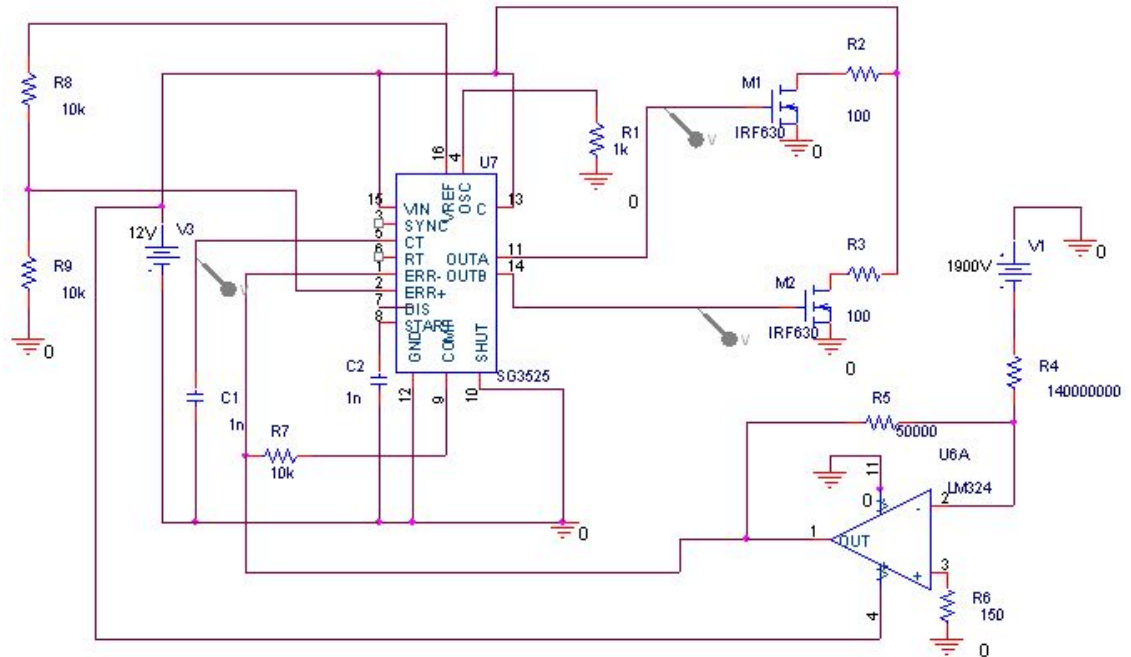 R8
10k
R9
10k
12V
V3
C1
1n
R7
10k
C2
1n
U7
16
4
15
3
5
6
1
2
7
8
13
11
14
12
9
10
VIN
SYNC
CT
RT
ERR-
ERR+
DIS
START
VREF
OSC
C
OUTA
OUTB
GND
COMP
SHUT
SG3525
R1
1k
0
V
M1
IRF630
R2
100
0
V
M2
IRF630
R3
100
0
V
V1
1900V
0
R4
140000000
R5
50000
U6A
LM324
11
0
2
-
1
OUT
3
+
4
R6
150
0
0
0